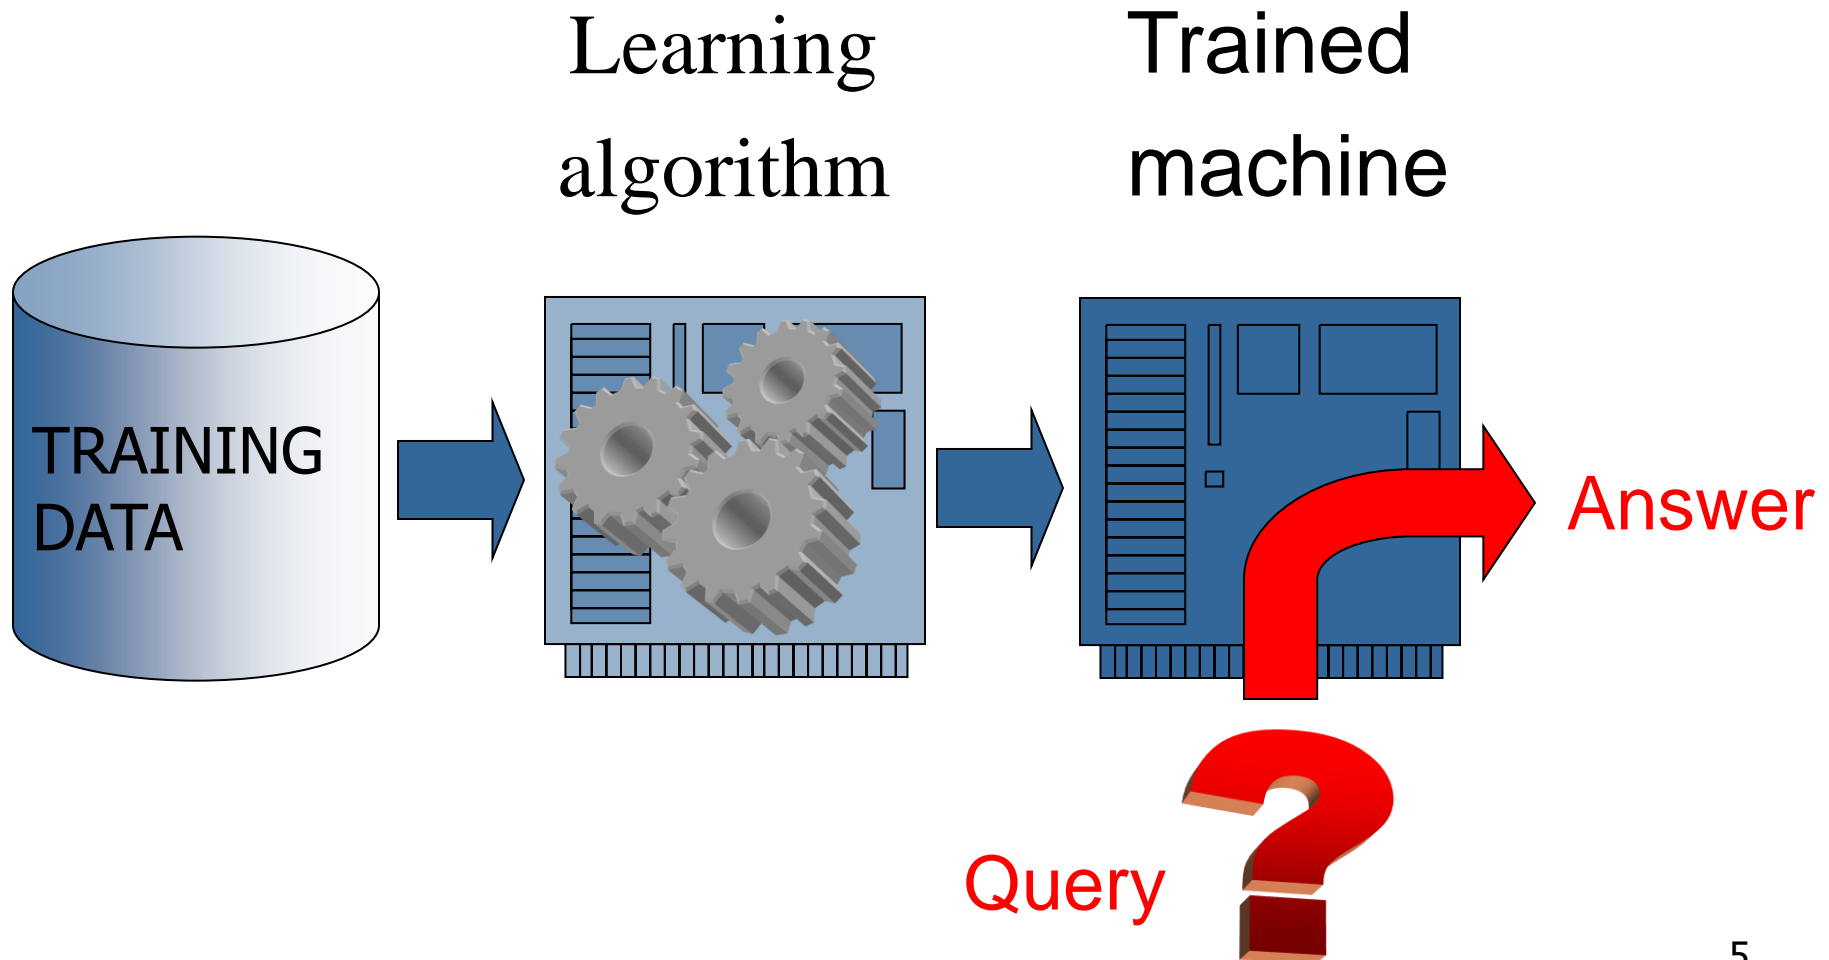 Learning
algorithm
Trained
machine
TRAINING
DATA
Answer
Query
5